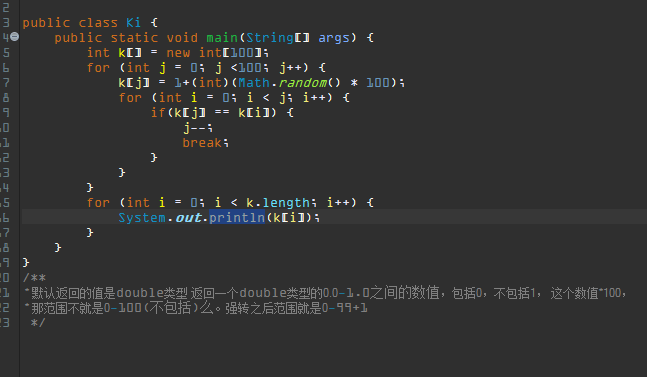 2
3 public class Ki {
4 public static void main(String[] args) {
5 int k[] = new int[100];
6 for (int j = 0; j <100; j++) {
7 k[j] = 1+(int)(Math.random() * 100);
8 for (int i = 0; i < j; i++) {
9 if(k[j] == k[i]) {
10 j--;
11 break;
12 }
13 }
14 }
15 for (int i = 0; i < k.length; i++) {
16 System.out.println(k[i]);
17 }
18 }
19 }
20 /**
21 *默认返回的值是double类型 返回一个double类型的0.0-1.0之间的数值，包括0，不包括1， 这个数值*100，
22 *那范围不就是0-100(不包括)么。强转之后范围就是0-99+1
23 */